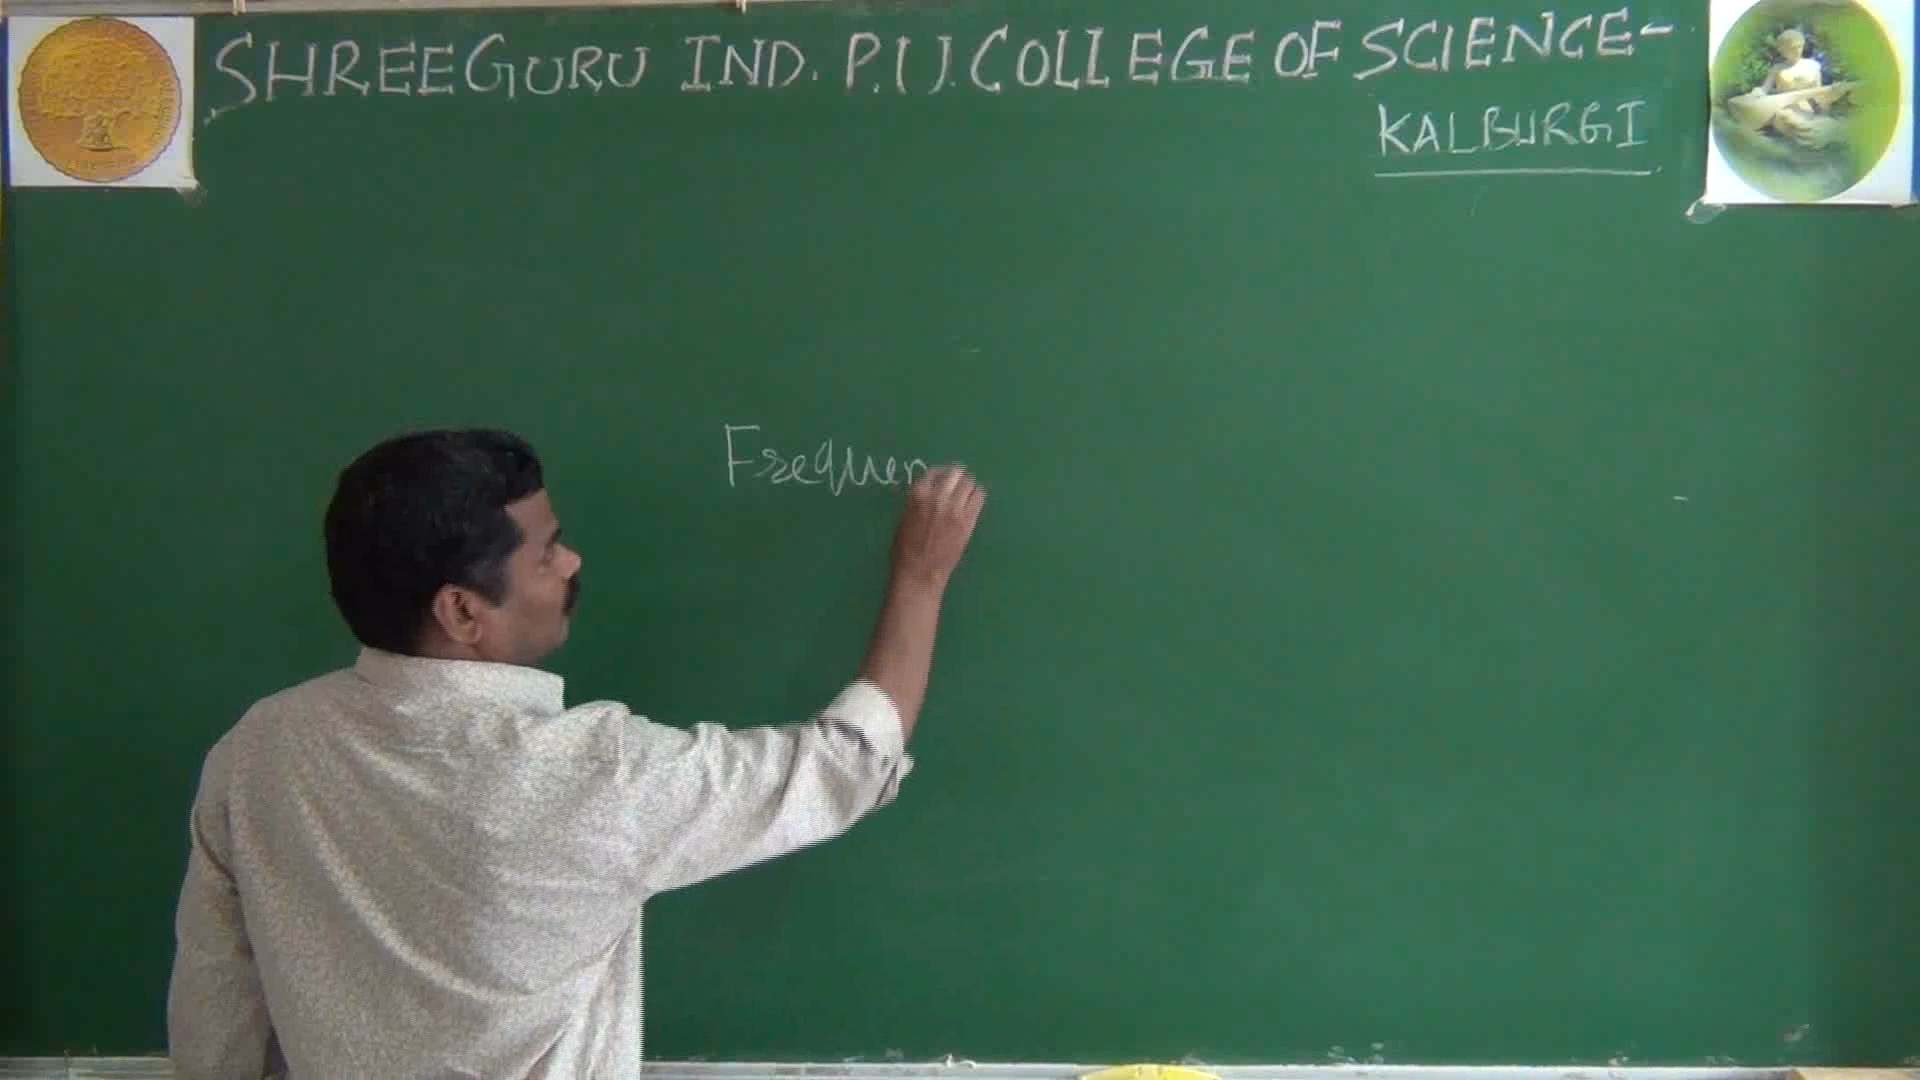 SHREEGURU IND. P.U. COLLEGE OF SCIENCE-
KALBURGI
Frequen